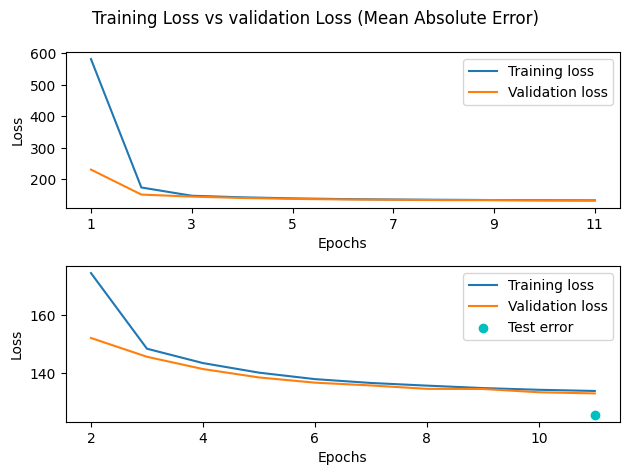 Training Loss vs validation Loss (Mean Absolute Error)
600
500
400
300
200
Loss
Training loss
Validation loss
1
3
5
7
9
11
Epochs
160
140
Loss
Training loss
Validation loss
Test error
2
4
6
8
10
Epochs